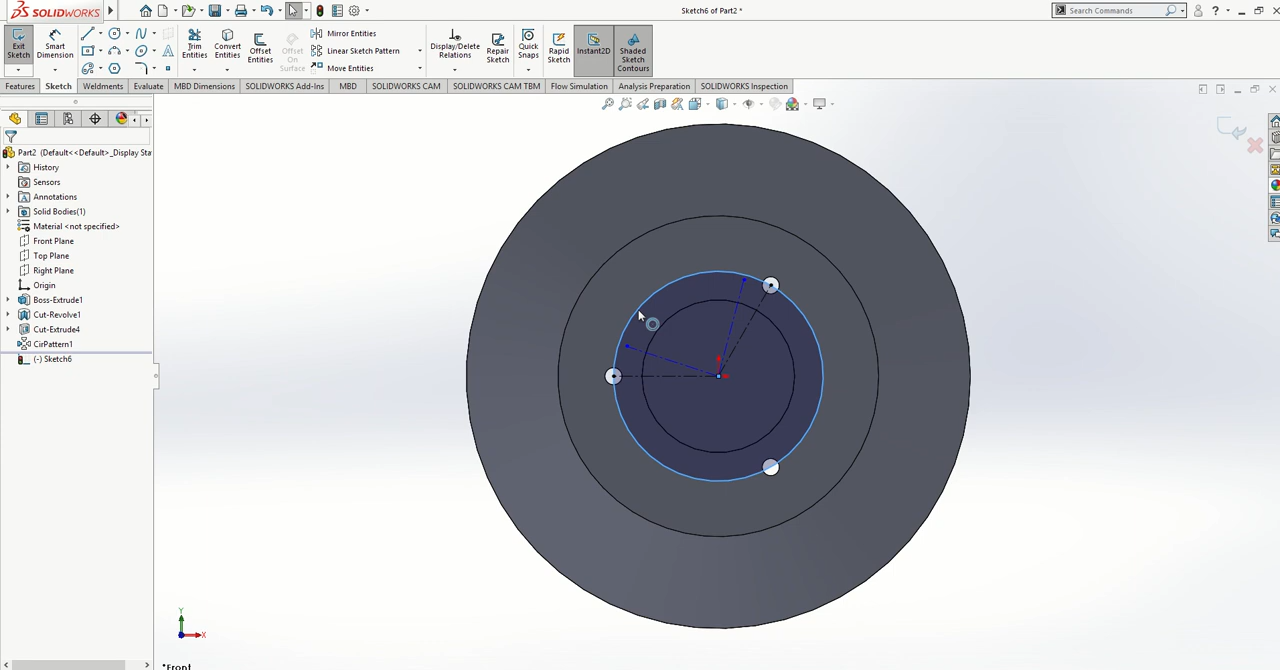 SOLIDWORKS
Sketch6 of Part2 *
Search Commands
Exit Sketch
Smart Dimension
Trim Entities
Convert Entities
Offset Entities
Offset On Surface
Mirror Entities
Linear Sketch Pattern
Move Entities
Display/Delete Relations
Repair Sketch
Quick Snaps
Rapid Sketch
Instant2D
Shaded Sketch Contours
Features
Sketch
Weldments
Evaluate
MBD Dimensions
SOLIDWORKS Add-Ins
MBD
SOLIDWORKS CAM
SOLIDWORKS CAM TBM
Flow Simulation
Analysis Preparation
SOLIDWORKS Inspection
Part2 (Default<<Default>_Display Sta
History
Sensors
Annotations
Solid Bodies(1)
Material <not specified>
Front Plane
Top Plane
Right Plane
Origin
Boss-Extrude1
Cut-Revolve1
Cut-Extrude4
CirPattern1
(-) Sketch6
Y
X
*Front